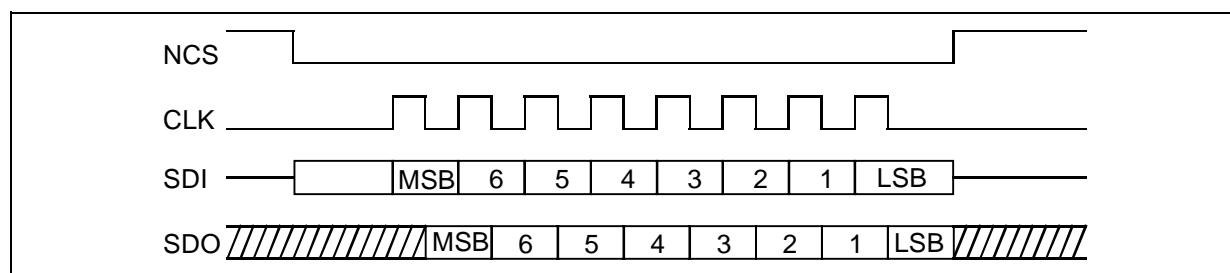 NCS
CLK
SDI MSB 6 5 4 3 2 1 LSB
SDO MSB 6 5 4 3 2 1 LSB